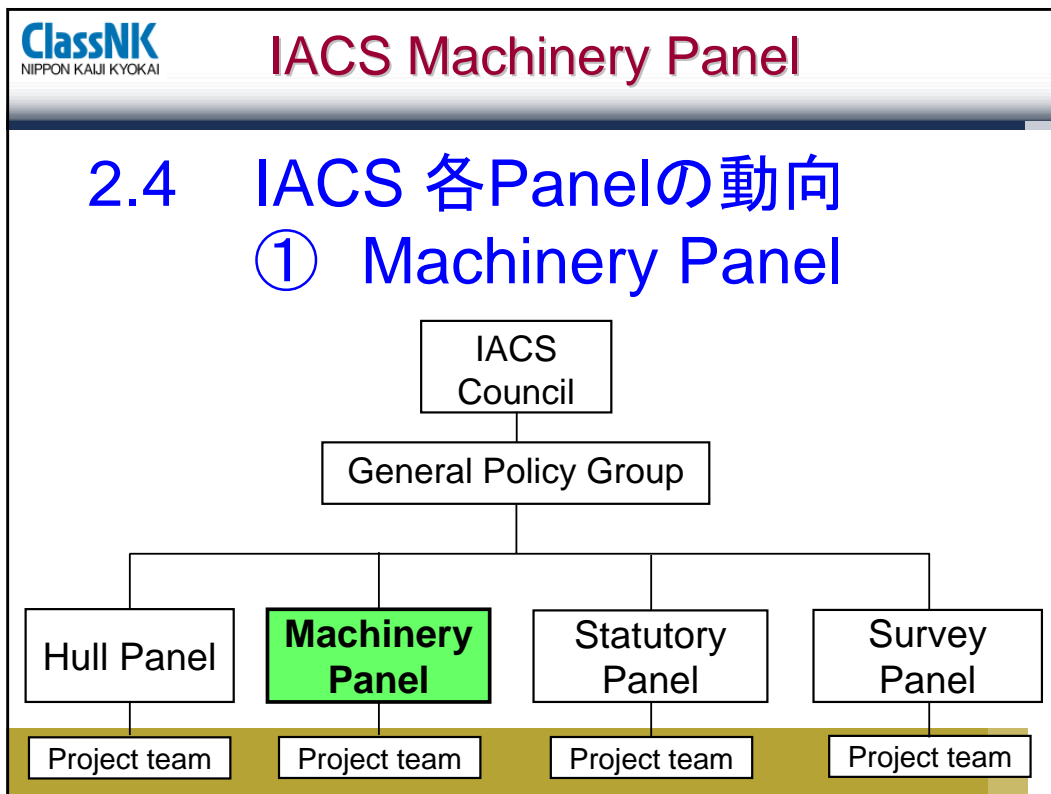 ClassNK
NIPPON KAIJI KYOKAI
IACS Machinery Panel
2.4 IACS 各Panelの動向
① Machinery Panel
IACS
Council
General Policy Group
Hull Panel
Machinery
Panel
Statutory
Panel
Survey
Panel
Project team
Project team
Project team
Project team